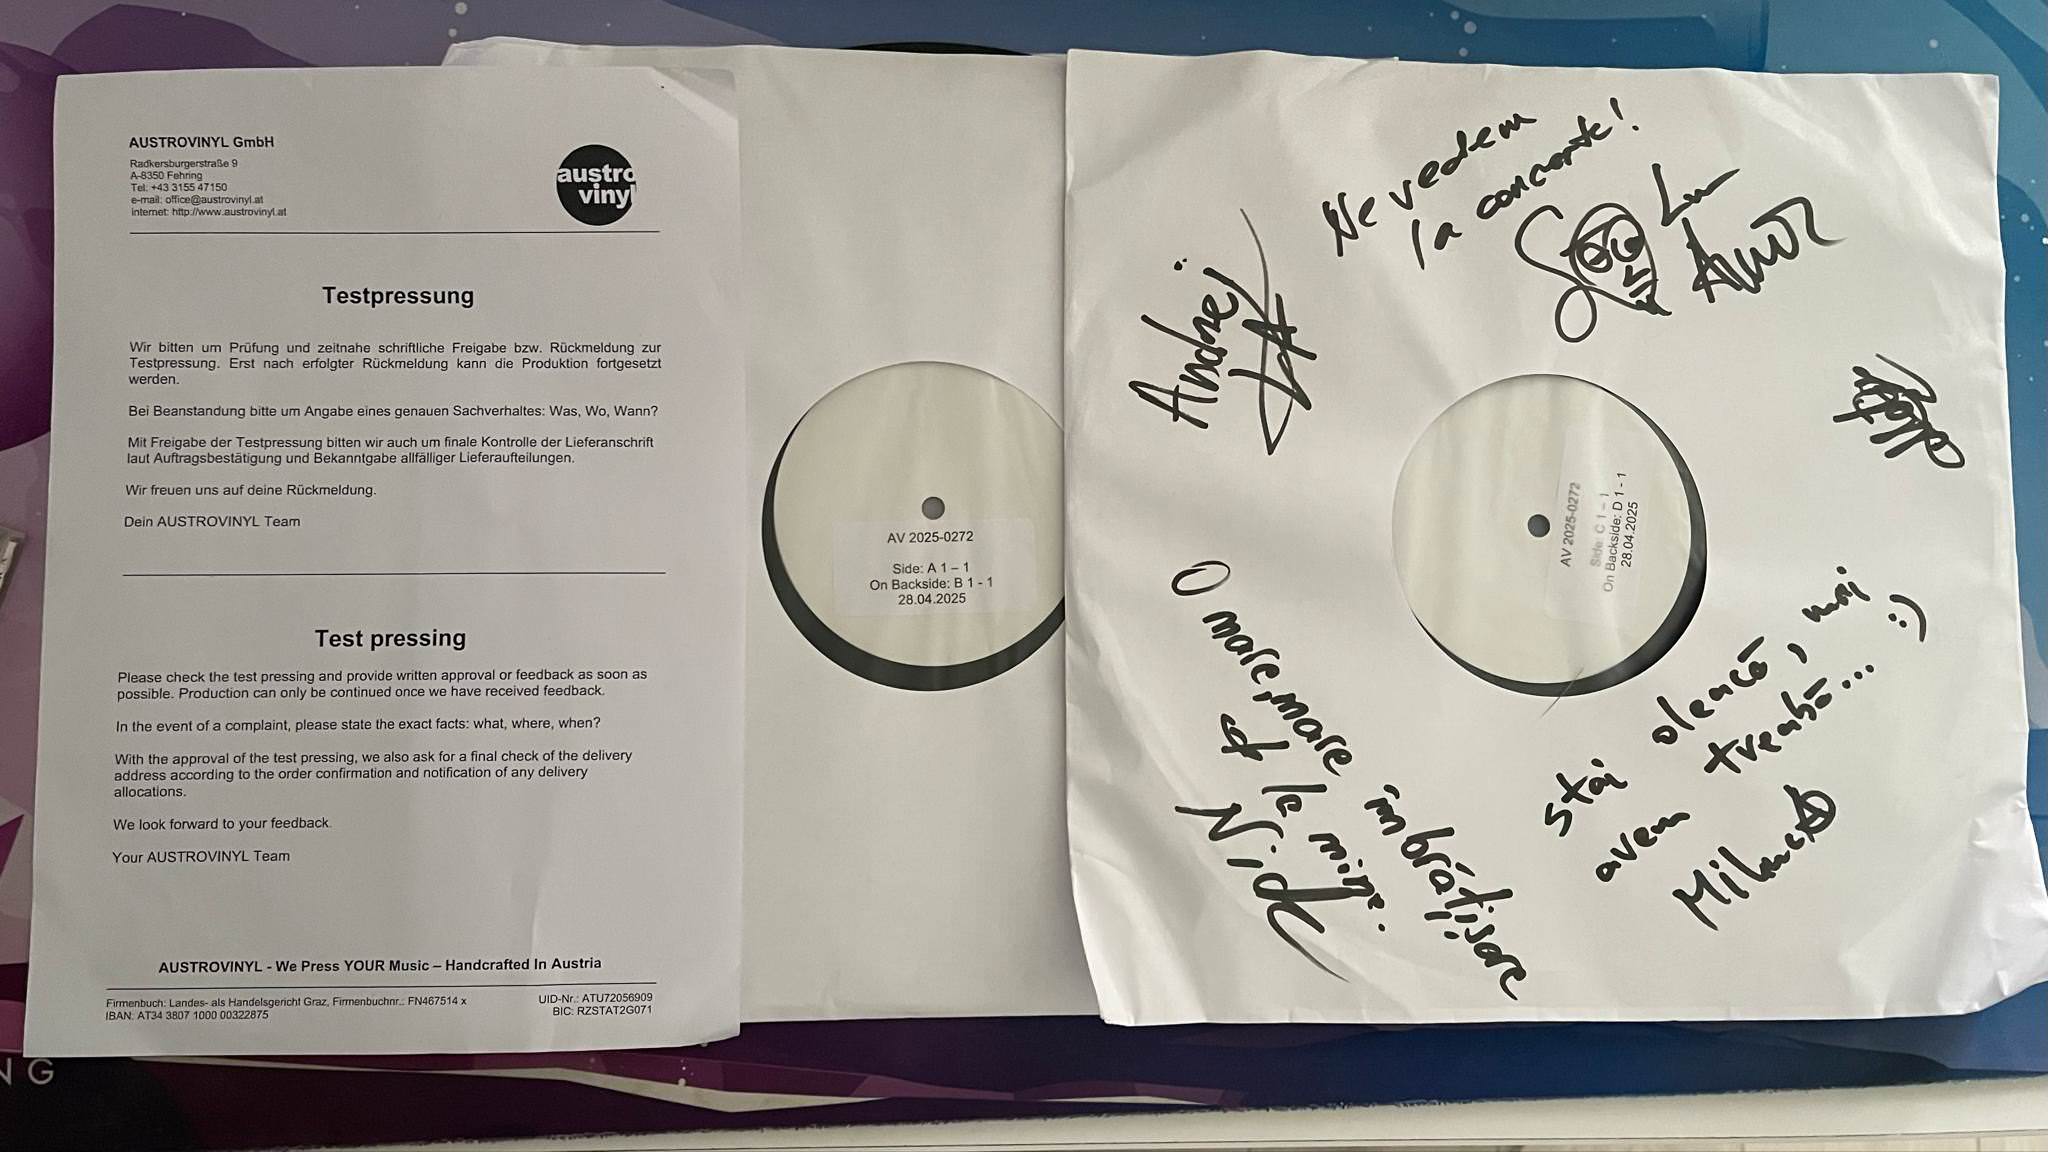 AUSTROVINYL GmbH
Radkersburgerstraße 9
A-8350 Fehring
Tel: +43 3155 47150
e-mail: office@austrovinyl.at
internet: http://www.austrovinyl.at
austro
vinyl
Testpressung
Wir bitten um Prüfung und zeitnahe schriftliche Freigabe bzw. Rückmeldung zur
Testpressung. Erst nach erfolgter Rückmeldung kann die Produktion fortgesetzt
werden.
Bei Beanstandung bitte um Angabe eines genauen Sachverhaltes: Was, Wo, Wann?
Mit Freigabe der Testpressung bitten wir auch um finale Kontrolle der Lieferanschrift
laut Auftragsbestätigung und Bekanntgabe allfälliger Lieferaufteilungen.
Wir freuen uns auf deine Rückmeldung.
Dein AUSTROVINYL Team
Test pressing
Please check the test pressing and provide written approval or feedback as soon as
possible. Production can only be continued once we have received feedback.
In the event of a complaint, please state the exact facts: what, where, when?
With the approval of the test pressing, we also ask for a final check of the delivery
address according to the order confirmation and notification of any delivery
allocations.
We look forward to your feedback.
Your AUSTROVINYL Team
AUSTROVINYL - We Press YOUR Music – Handcrafted In Austria
Firmenbuch: Landes- als Handelsgericht Graz, Firmenbuchnr.: FN467514 x
IBAN: AT34 3807 1000 00322875
UID-Nr.: ATU72056909
BIC: RZSTAT2G071
NG
AV 2025-0272
Side: A 1 – 1
On Backside: B 1 - 1
28.04.2025
Ne vedem
la concerte!
Andrei
AV 2025-0272
Side: C 1 – 1
On Backside: D 1 - 1
28.04.2025
O mare, mare îmbrățișare
de la mine.
Stai oleacă, măi
avem treabă... :)